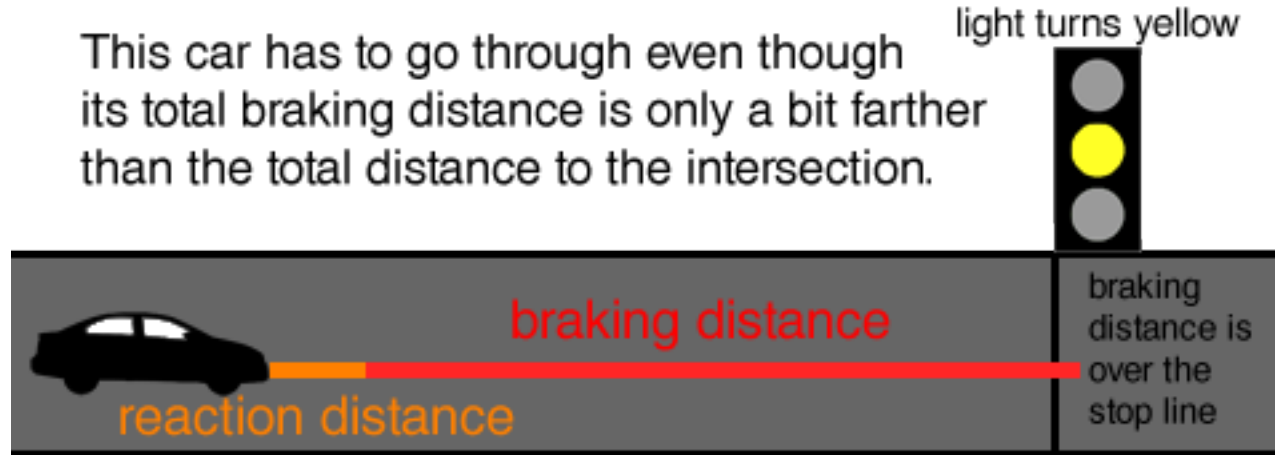 light turns yellow
This car has to go through even though
its total braking distance is only a bit farther
than the total distance to the intersection.
braking distance
reaction distance
braking
distance is
over the
stop line